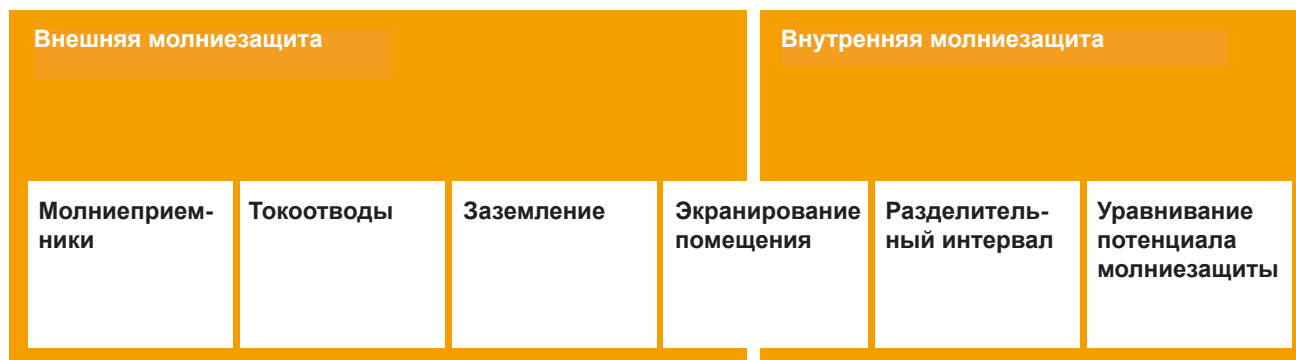 Внешняя молниезащита
Внутренняя молниезащита
Молниеприем-
ники
Токоотводы
Заземление
Экранирование
помещения
Разделитель-
ный интервал
Уравнивание
потенциала
молниезащиты